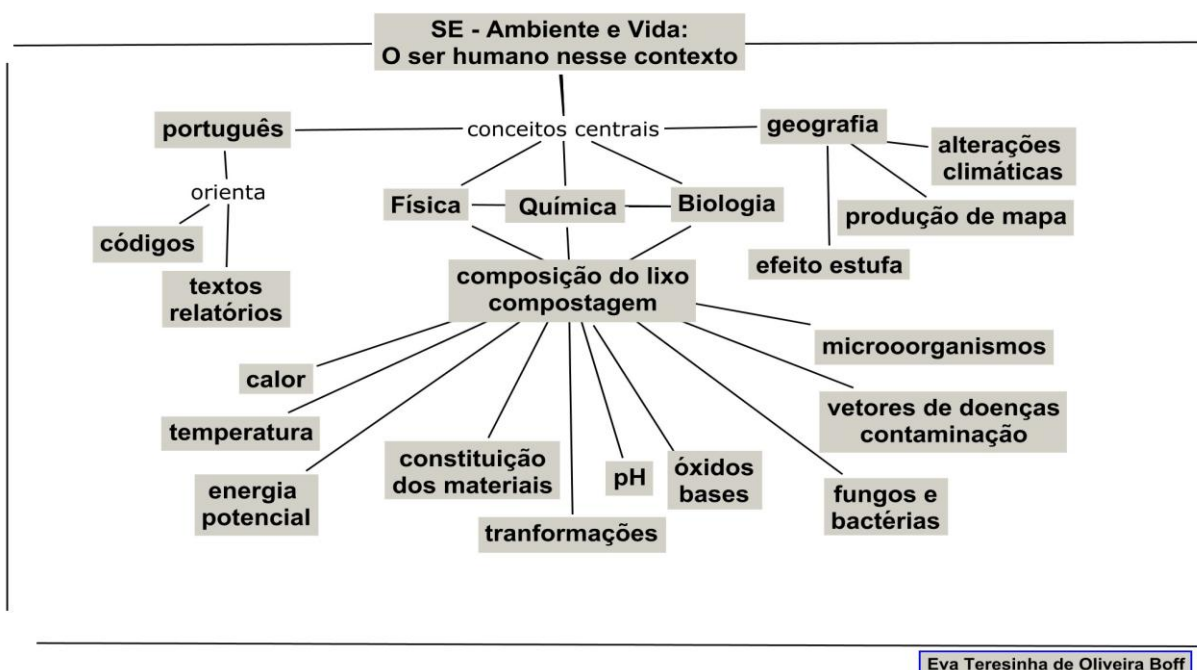 SE - Ambiente e Vida:
O ser humano nesse contexto
português
conceitos centrais
geografia
alterações
climáticas
orienta
Física
Química
Biologia
produção de mapa
códigos
efeito estufa
textos
relatórios
composição do lixo
compostagem
microoorganismos
calor
temperatura
vetores de doenças
contaminação
energia
potencial
constituição
dos materiais
pH
óxidos
bases
fungos e
bactérias
tranformações
Eva Teresinha de Oliveira Boff